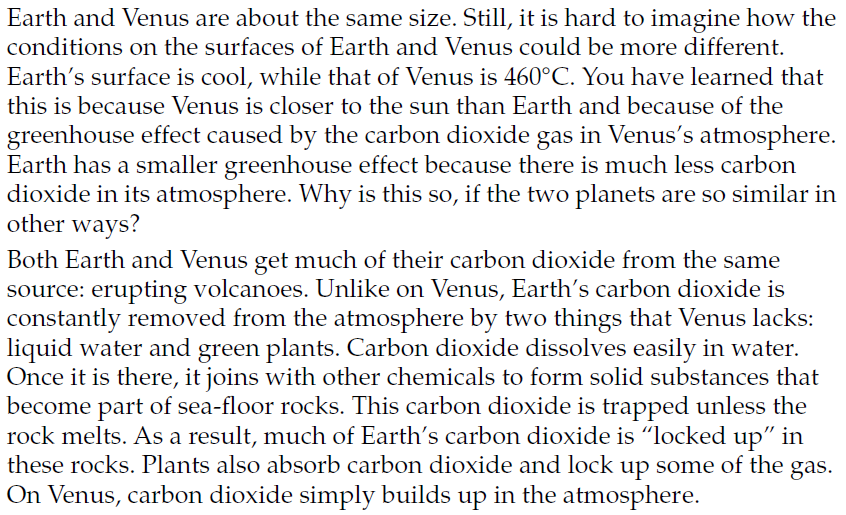 Earth and Venus are about the same size. Still, it is hard to imagine how the
conditions on the surfaces of Earth and Venus could be more different.
Earth’s surface is cool, while that of Venus is 460°C. You have learned that
this is because Venus is closer to the sun than Earth and because of the
greenhouse effect caused by the carbon dioxide gas in Venus’s atmosphere.
Earth has a smaller greenhouse effect because there is much less carbon
dioxide in its atmosphere. Why is this so, if the two planets are so similar in
other ways?
Both Earth and Venus get much of their carbon dioxide from the same
source: erupting volcanoes. Unlike on Venus, Earth’s carbon dioxide is
constantly removed from the atmosphere by two things that Venus lacks:
liquid water and green plants. Carbon dioxide dissolves easily in water.
Once it is there, it joins with other chemicals to form solid substances that
become part of sea-floor rocks. This carbon dioxide is trapped unless the
rock melts. As a result, much of Earth’s carbon dioxide is “locked up” in
these rocks. Plants also absorb carbon dioxide and lock up some of the gas.
On Venus, carbon dioxide simply builds up in the atmosphere.